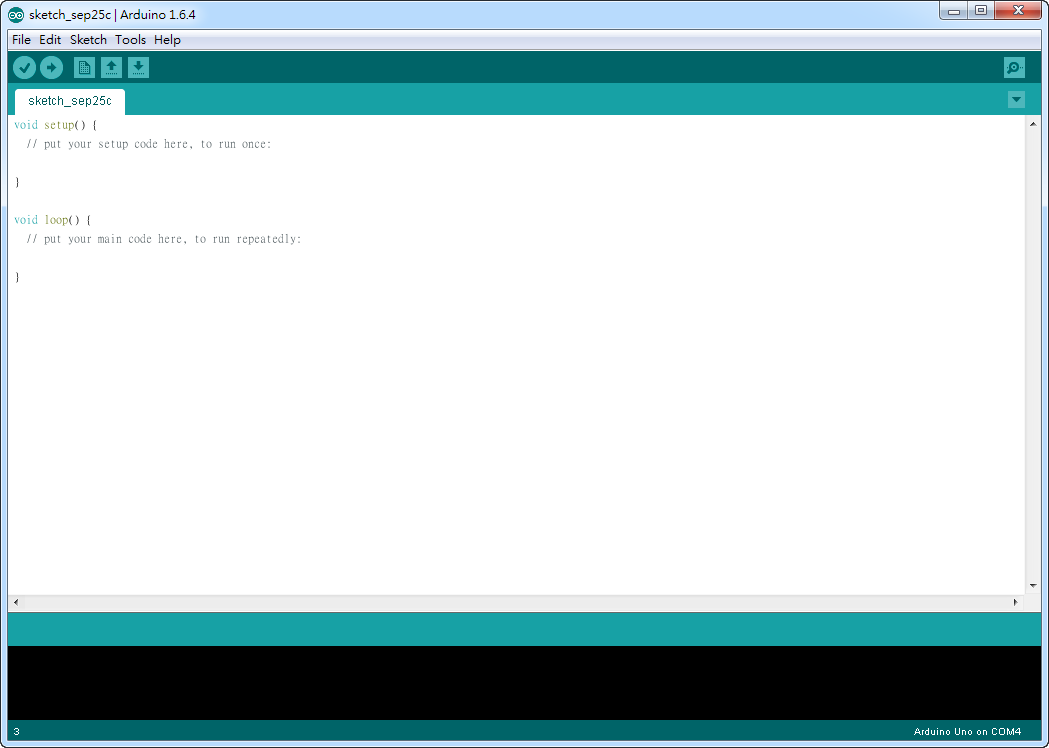 sketch_sep25c | Arduino 1.6.4
File Edit Sketch Tools Help
sketch_sep25c
void setup() {
  // put your setup code here, to run once:
}
void loop() {
  // put your main code here, to run repeatedly:
}
3 Arduino Uno on COM4